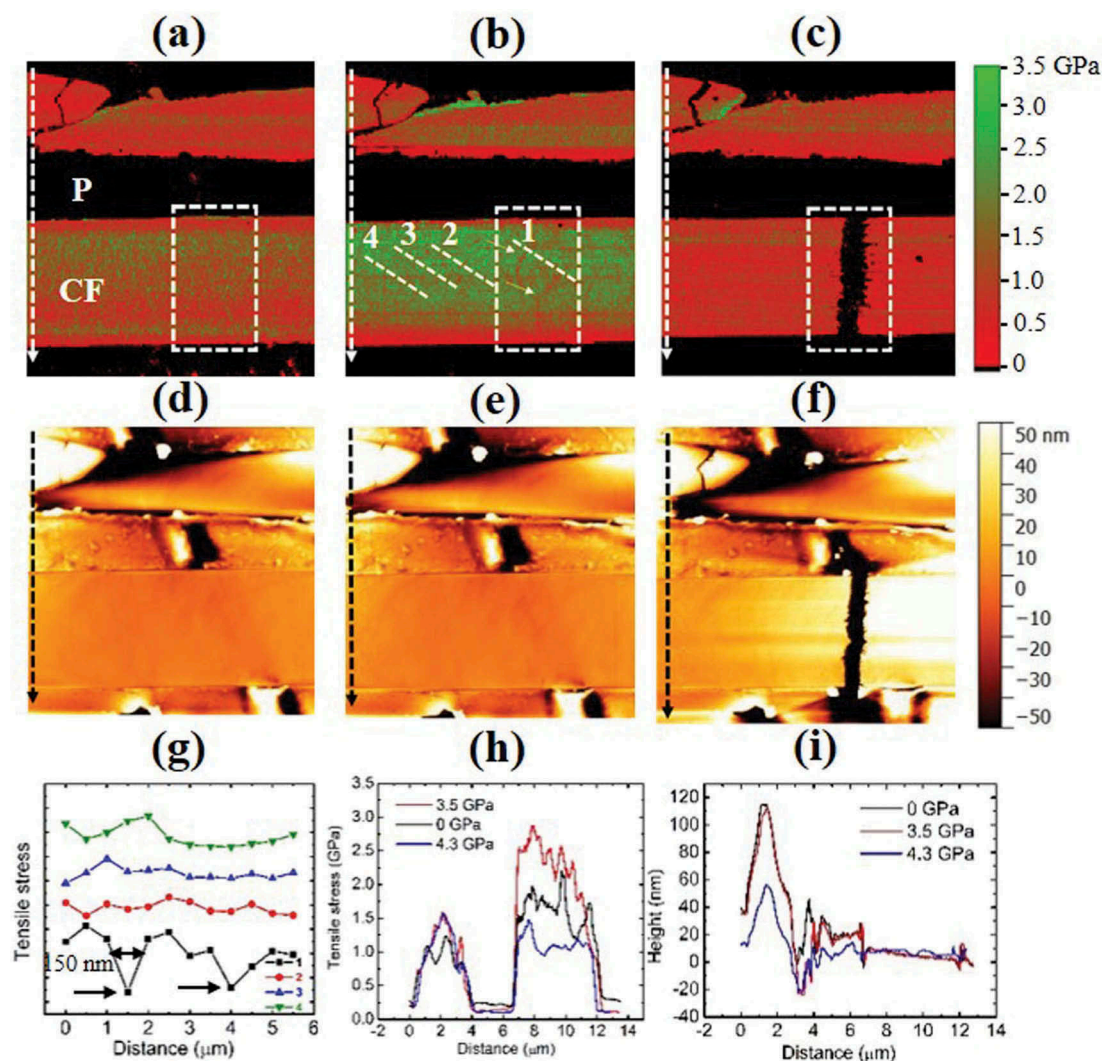 (a)
(b)
(c)
P
CF
4
3
2
1
3.5 GPa
3.0
2.5
2.0
1.5
1.0
0.5
0
(d)
(e)
(f)
50 nm
40
30
20
10
0
−10
−20
−30
−40
−50
(g)
(h)
(i)
Tensile stress
150 nm
1
2
3
4
0 1 2 3 4 5 6
Distance (μm)
Tensile stress (GPa)
3.5
3.0
2.5
2.0
1.5
1.0
0.5
0.0
3.5 GPa
0 GPa
4.3 GPa
-2 0 2 4 6 8 10 12 14
Distance (μm)
Height (nm)
120
100
80
60
40
20
0
-20
-40
0 GPa
3.5 GPa
4.3 GPa
-2 0 2 4 6 8 10 12 14
Distance (μm)